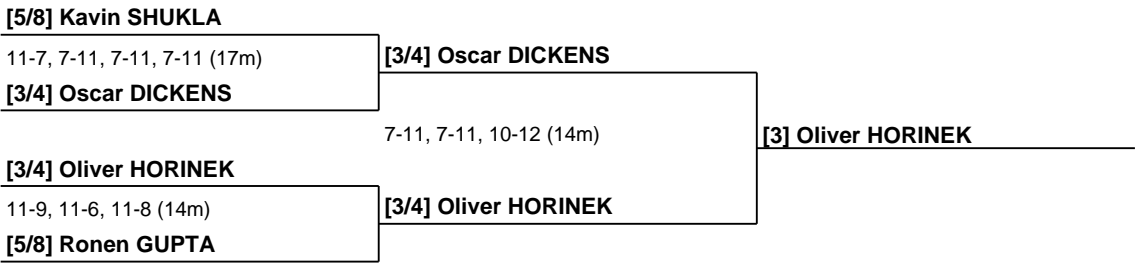 [5/8] Kavin SHUKLA
11-7, 7-11, 7-11, 7-11 (17m)
[3/4] Oscar DICKENS
[3/4] Oscar DICKENS
7-11, 7-11, 10-12 (14m)
[3] Oliver HORINEK
[3/4] Oliver HORINEK
11-9, 11-6, 11-8 (14m)
[3/4] Oliver HORINEK
[5/8] Ronen GUPTA